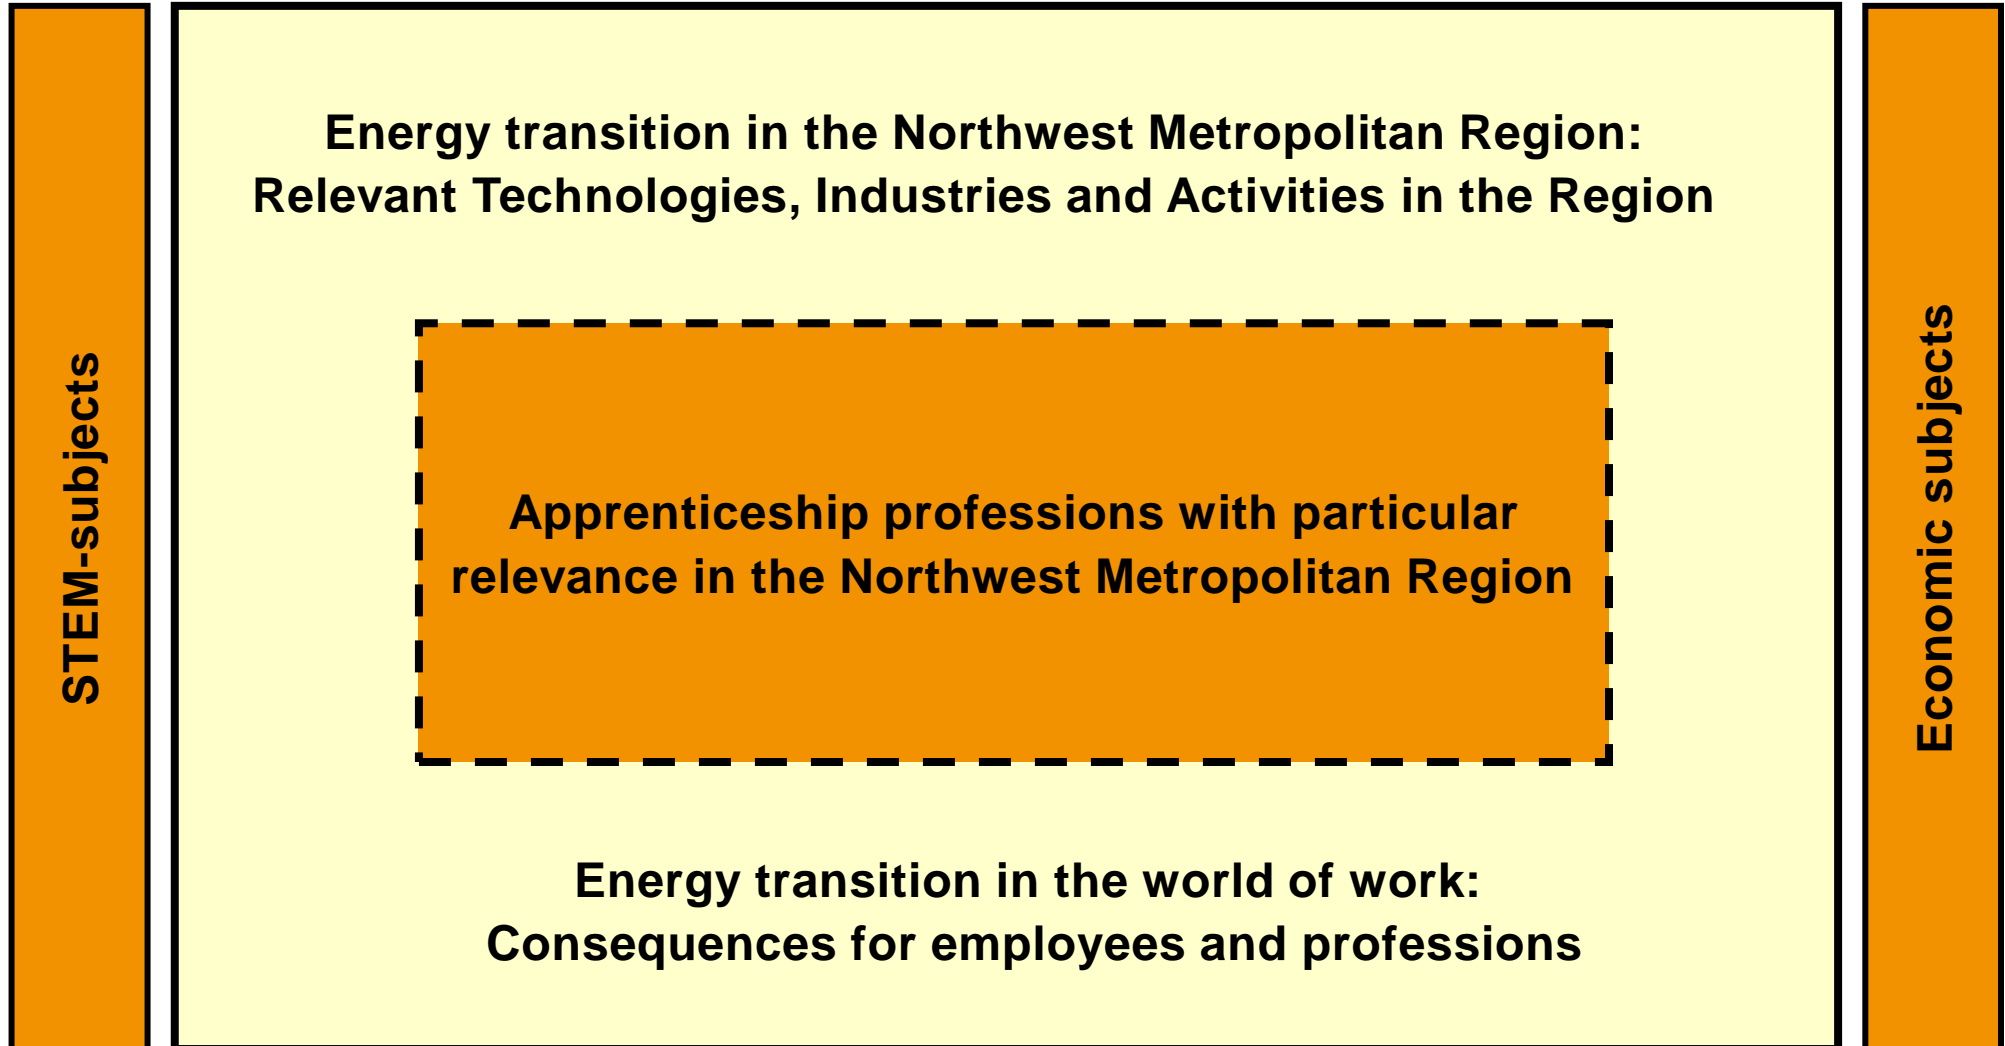 STEM-subjects
Energy transition in the Northwest Metropolitan Region:
Relevant Technologies, Industries and Activities in the Region
Apprenticeship professions with particular
relevance in the Northwest Metropolitan Region
Energy transition in the world of work:
Consequences for employees and professions
Economic subjects